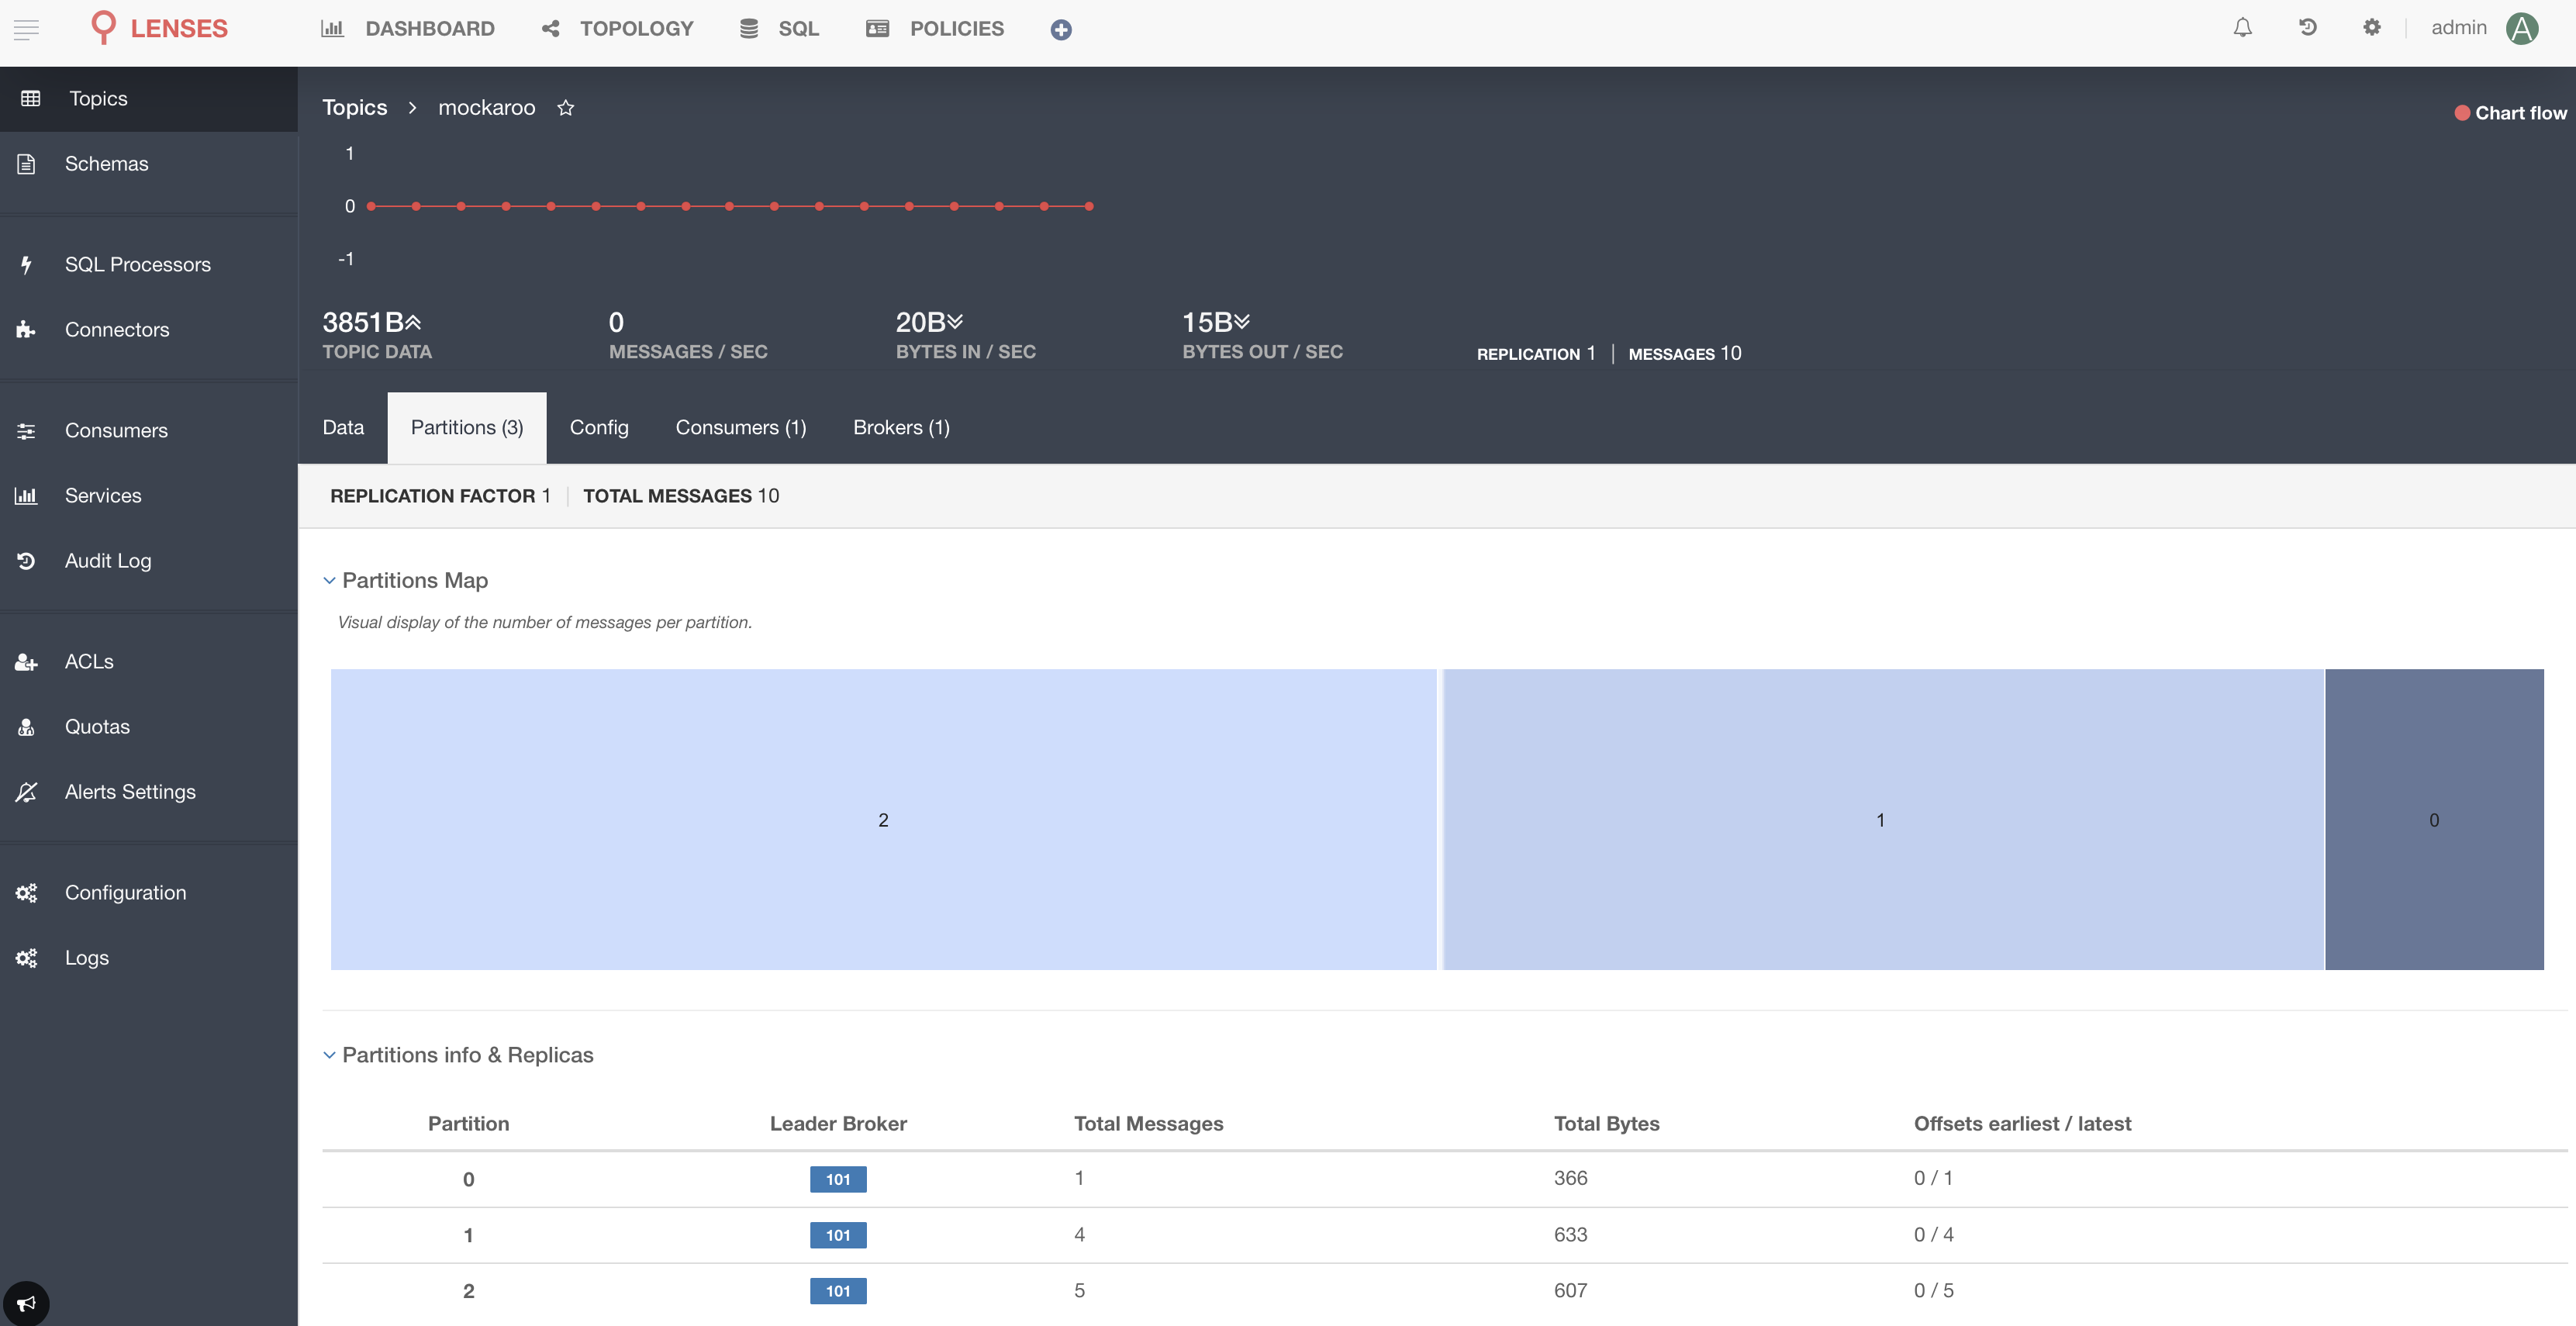 LENSES DASHBOARD TOPOLOGY SQL POLICIES admin A
Topics
Schemas
SQL Processors
Connectors
Consumers
Services
Audit Log
ACLs
Quotas
Alerts Settings
Configuration
Logs
Topics > mockaroo
Chart flow
1
0
-1
3851B 0 20B 15B
TOPIC DATA MESSAGES / SEC BYTES IN / SEC BYTES OUT / SEC REPLICATION 1 | MESSAGES 10
Data Partitions (3) Config Consumers (1) Brokers (1)
REPLICATION FACTOR 1 | TOTAL MESSAGES 10
Partitions Map
Visual display of the number of messages per partition.
2 1 0
Partitions info & Replicas
Partition Leader Broker Total Messages Total Bytes Offsets earliest / latest
0 101 1 366 0 / 1
1 101 4 633 0 / 4
2 101 5 607 0 / 5